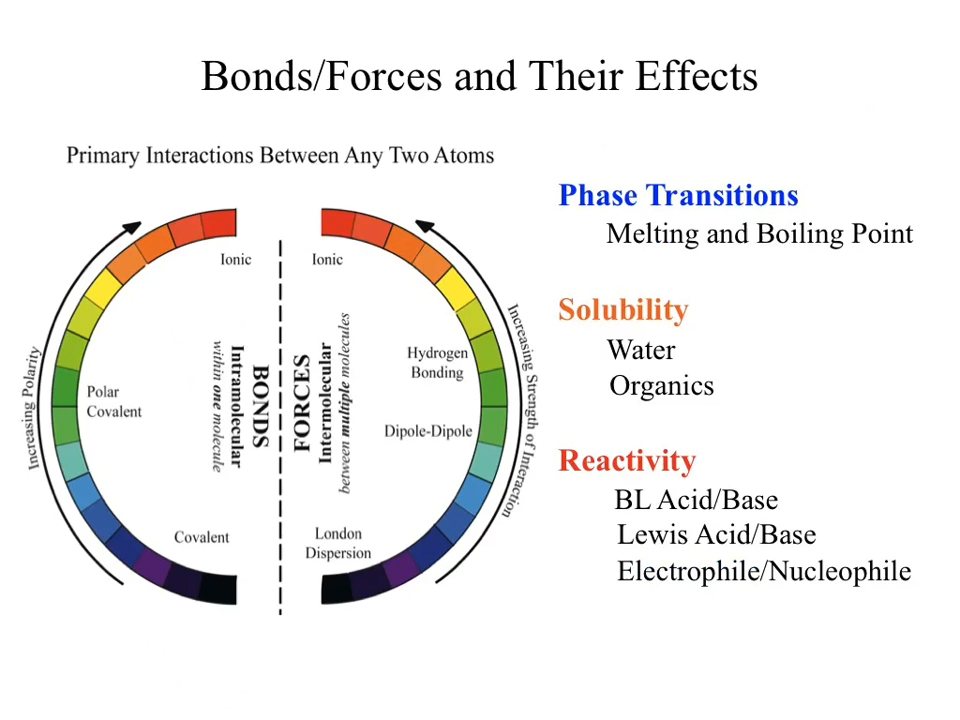 Bonds/Forces and Their Effects
Primary Interactions Between Any Two Atoms
Increasing Polarity
Ionic
Polar
Covalent
Covalent
BONDS
Intramolecular
within one molecule
FORCES
Intermolecular
between multiple molecules
Ionic
Hydrogen
Bonding
Dipole-Dipole
London
Dispersion
Increasing Strength of Interaction
Phase Transitions
Melting and Boiling Point
Solubility
Water
Organics
Reactivity
BL Acid/Base
Lewis Acid/Base
Electrophile/Nucleophile